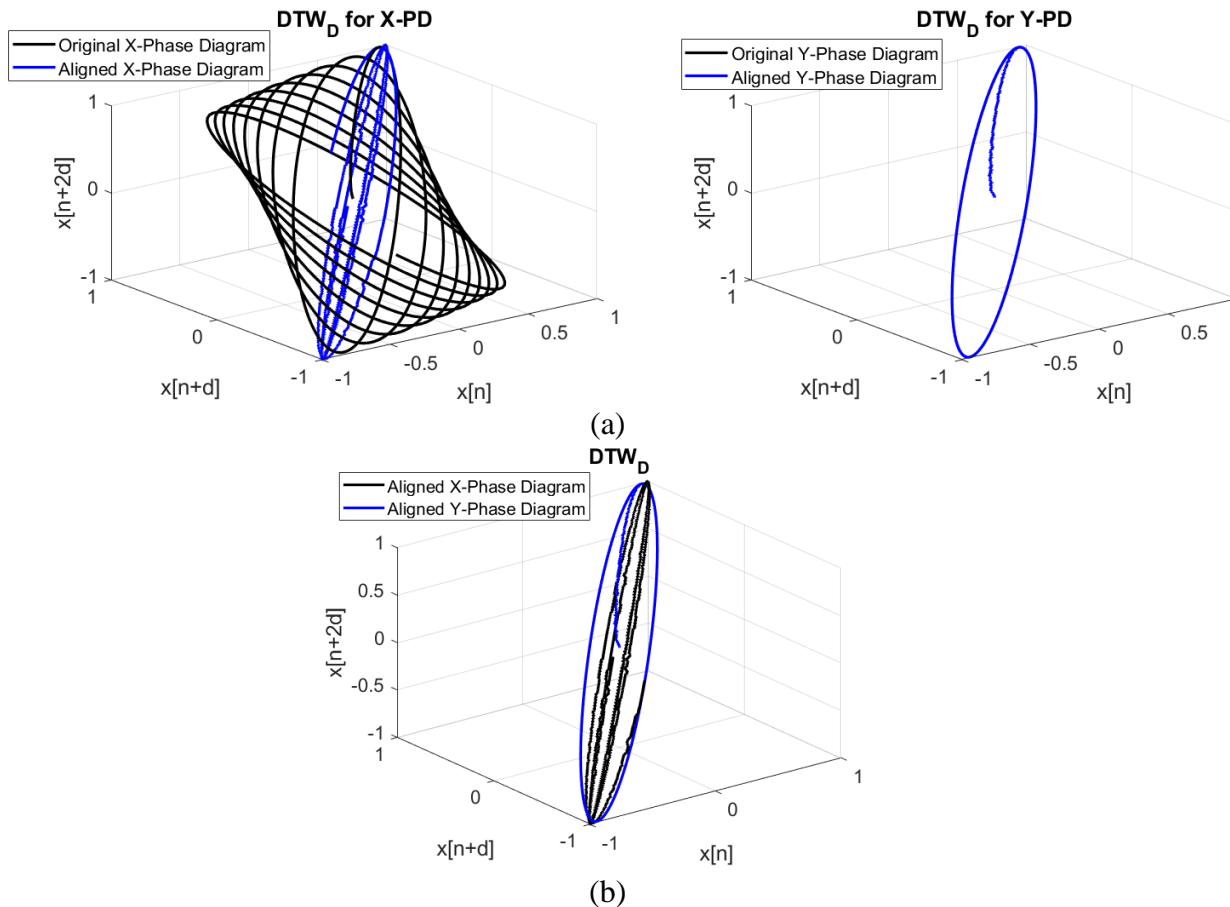 DTW_D for X-PD
Original X-Phase Diagram
Aligned X-Phase Diagram
1
0
-1
x[n+2d]
1
0
-1
x[n+d]
-1
-0.5
0
0.5
1
x[n]
DTW_D for Y-PD
Original Y-Phase Diagram
Aligned Y-Phase Diagram
1
0
-1
x[n+2d]
1
0
-1
x[n+d]
-1
-0.5
0
0.5
x[n]
(a)
DTW_D
Aligned X-Phase Diagram
Aligned Y-Phase Diagram
1
0.5
0
-0.5
-1
x[n+2d]
1
0
-1
x[n+d]
-1
0
1
x[n]
(b)